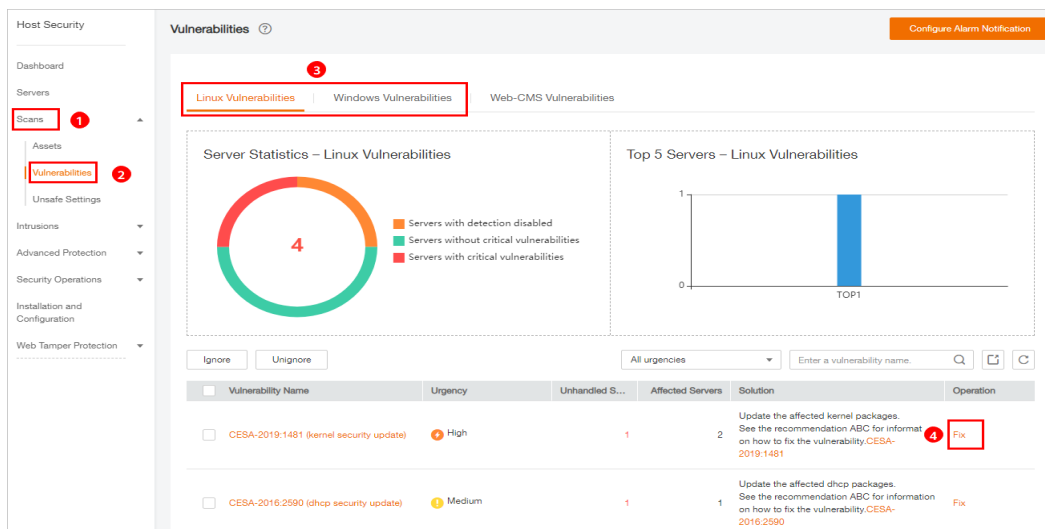 Host Security
Dashboard
Servers
Scans
1
Assets
Vulnerabilities
2
Unsafe Settings
Intrusions
Advanced Protection
Security Operations
Installation and
Configuration
Web Tamper Protection
Vulnerabilities ?
Configure Alarm Notification
3
Linux Vulnerabilities Windows Vulnerabilities Web-CMS Vulnerabilities
Server Statistics – Linux Vulnerabilities
4
Servers with detection disabled
Servers without critical vulnerabilities
Servers with critical vulnerabilities
Top 5 Servers – Linux Vulnerabilities
1
0
TOP1
Ignore Unignore All urgencies Enter a vulnerability name.
Vulnerability Name Urgency Unhandled S... Affected Servers Solution Operation
CESA-2019:1481 (kernel security update) High 1 2
Update the affected kernel packages.
See the recommendation ABC for informat
on how to fix the vulnerability.CESA-
2019:1481
4 Fix
CESA-2016:2590 (dhcp security update) Medium 1 1
Update the affected dhcp packages.
See the recommendation ABC for information
on how to fix the vulnerability.CESA-
2016:2590
Fix